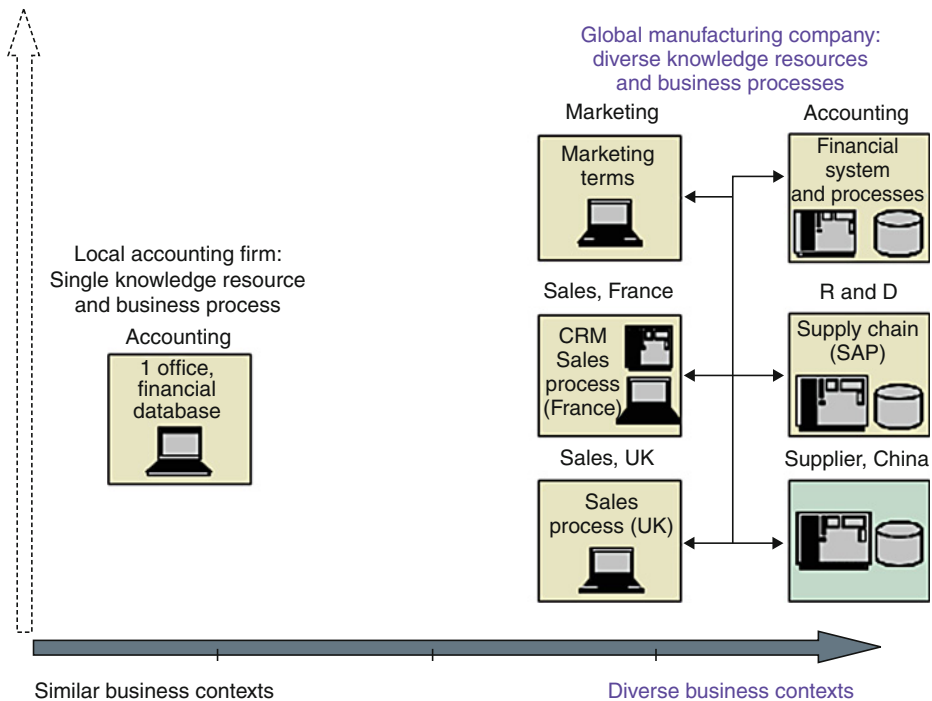 Global manufacturing company:
diverse knowledge resources
and business processes
Marketing
Marketing
terms
Accounting
Financial
system
and processes
Local accounting firm:
Single knowledge resource
and business process
Accounting
1 office,
financial
database
Sales, France
CRM
Sales
process
(France)
R and D
Supply chain
(SAP)
Sales, UK
Sales
process (UK)
Supplier, China
Similar business contexts
Diverse business contexts